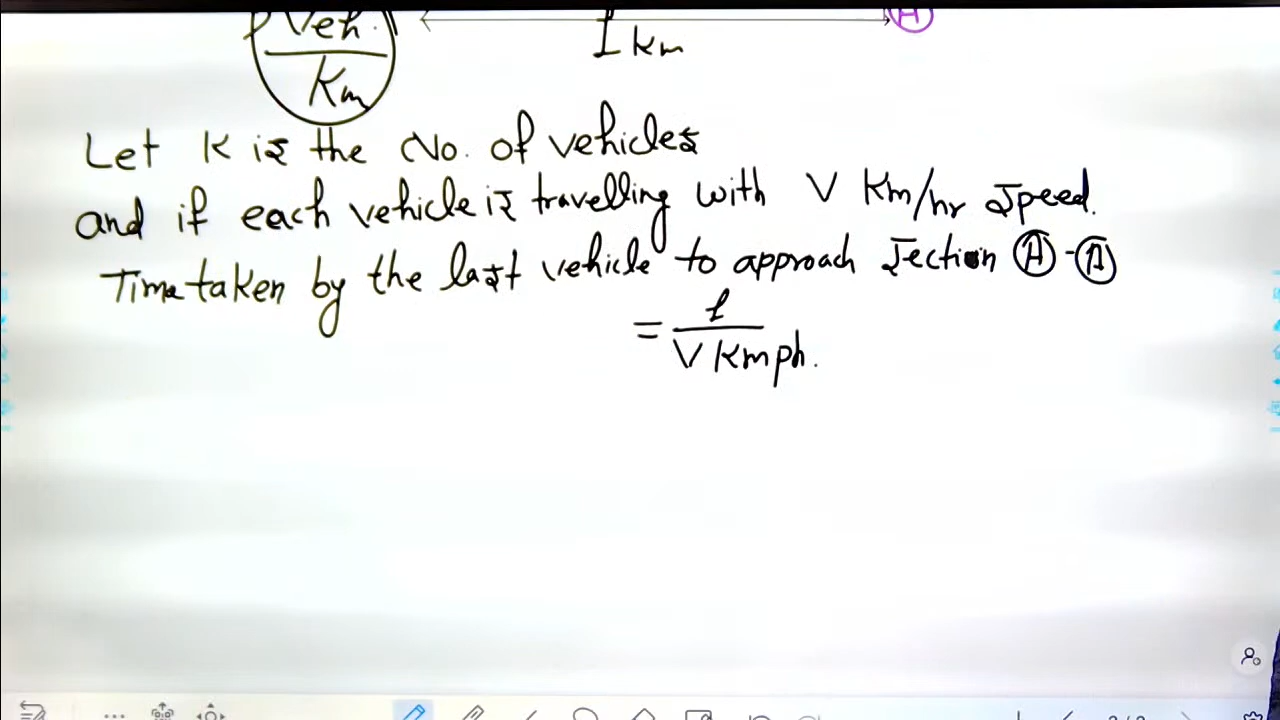 Veh.
Km
1 Km
A
Let K is the No. of vehicles
and if each vehicle is travelling with V Km/hr speed.
Time taken by the last vehicle to approach section A - A
= 1
V Kmph.